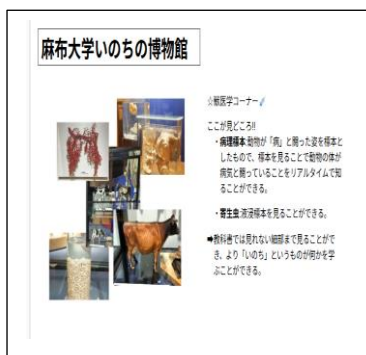 麻布大学いのちの博物館
☆獣医学コーナー🖌
ここが見どころ!!
・病理標本:動物が「病」と闘った姿を標本と
したもので、標本を見ることで動物の体が
病気と闘っていることをリアルタイムで知
ることができる。
・寄生虫:液浸標本を見ることができる。
➡教科書では見れない細部まで見ることがで
き、より「いのち」というものが何かを学
ぶことができる。